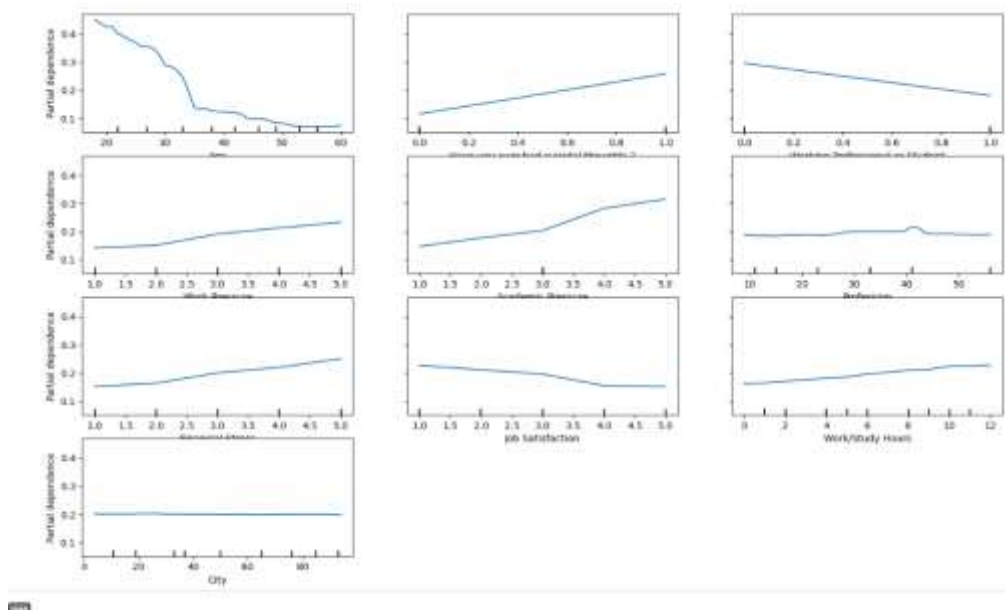 Partial dependence
0.4
0.3
0.2
0.1
20 30 40 50 60
0.0 0.2 0.4 0.6 0.8 1.0
0.0 0.2 0.4 0.6 0.8 1.0
Partial dependence
0.4
0.3
0.2
0.1
1.0 1.5 2.0 2.5 3.0 3.5 4.0 4.5 5.0
Work Pressure
1.0 1.5 2.0 2.5 3.0 3.5 4.0 4.5 5.0
Academic Pressure
10 20 30 40 50
Profession
Partial dependence
0.4
0.3
0.2
0.1
1.0 1.5 2.0 2.5 3.0 3.5 4.0 4.5 5.0
Financial Stress
1.0 1.5 2.0 2.5 3.0 3.5 4.0 4.5 5.0
Job Satisfaction
0 2 4 6 8 10 12
Work/Study Hours
Partial dependence
0.4
0.3
0.2
0.1
0 20 40 60 80
City